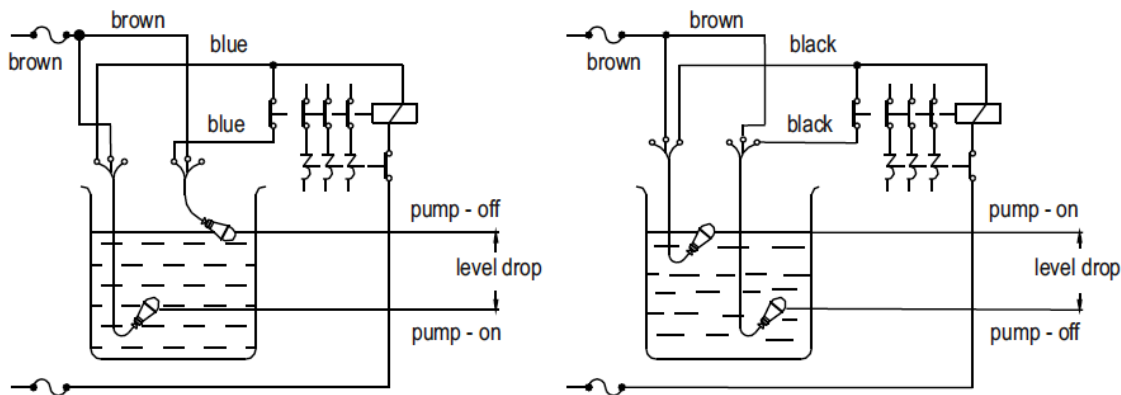 brown
brown
blue
blue
pump - off
level drop
pump - on
brown
brown
black
black
pump - on
level drop
pump - off